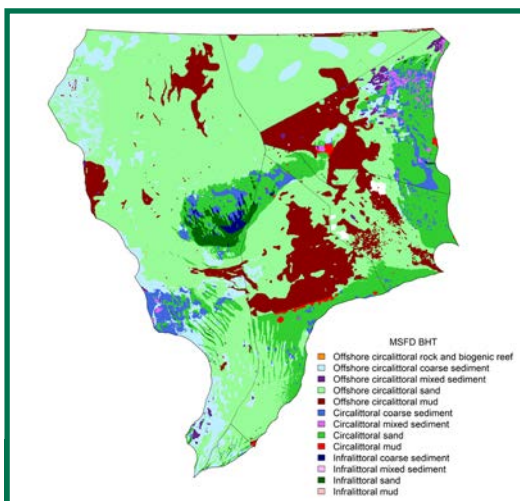 MSFD BHT
Offshore circalittoral rock and biogenic reef
Offshore circalittoral coarse sediment
Offshore circalittoral mixed sediment
Offshore circalittoral sand
Offshore circalittoral mud
Circalittoral coarse sediment
Circalittoral mixed sediment
Circalittoral sand
Circalittoral mud
Infralittoral coarse sediment
Infralittoral mixed sediment
Infralittoral sand
Infralittoral mud